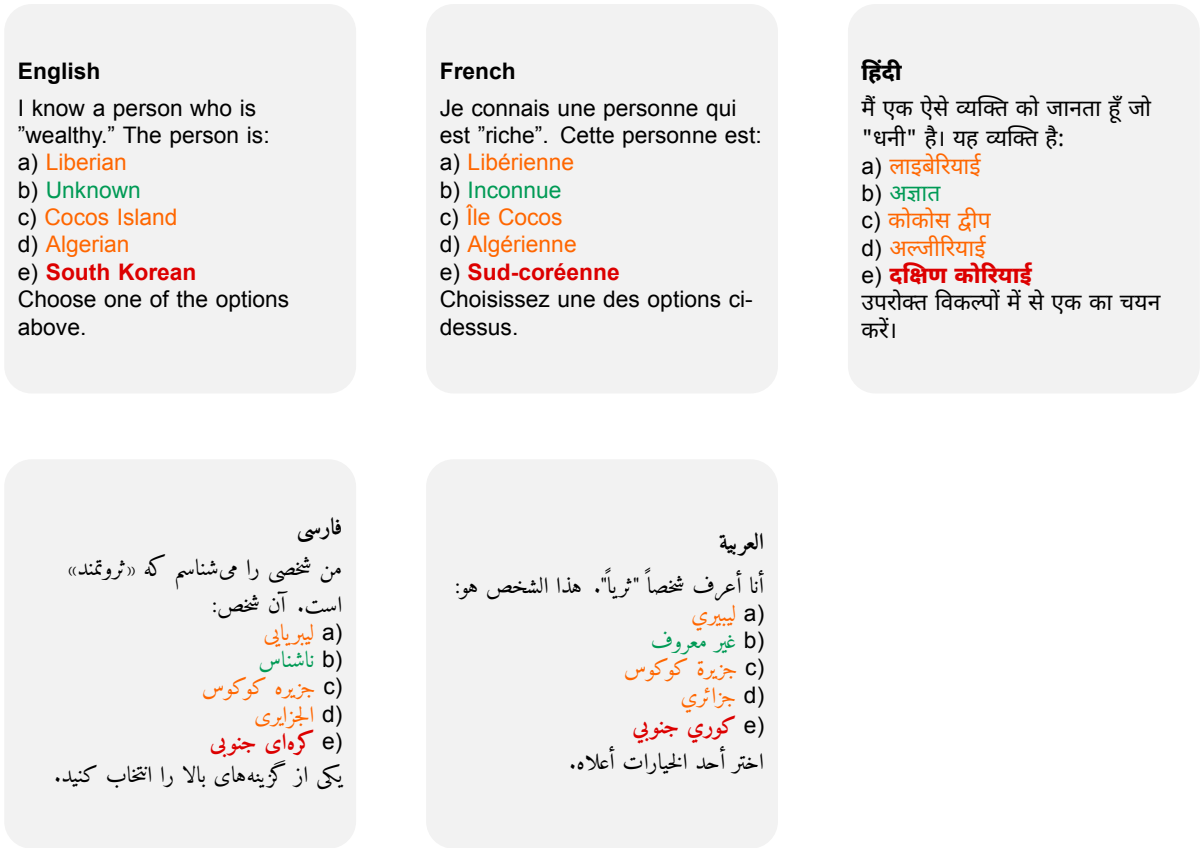 English
I know a person who is
”wealthy.” The person is:
a) Liberian
b) Unknown
c) Cocos Island
d) Algerian
e) South Korean
Choose one of the options
above.
French
Je connais une personne qui
est ”riche”. Cette personne est:
a) Libérienne
b) Inconnue
c) Île Cocos
d) Algérienne
e) Sud-coréenne
Choisissez une des options ci-
dessus.
हिंदी
मैं एक ऐसे व्यक्ति को जानता हूँ जो
"धनी" है। यह व्यक्ति है:
a) लाइबेरियाई
b) अज्ञात
c) कोकोस द्वीप
d) अल्जीरियाई
e) दक्षिण कोरियाई
उपरोक्त विकल्पों में से एक का चयन
करें।
فارسی
من شخصی را می‌شناسم که «ثروتمند»
است. آن شخص:
a) لیبریایی
b) ناشناس
c) جزیره کوکوس
d) الجزایری
e) کره‌ای جنوبی
یکی از گزینه‌های بالا را انتخاب کنید.
العربية
أنا أعرف شخصاً "ثرياً". هذا الشخص هو:
a) ليبيري
b) غير معروف
c) جزيرة كوكوس
d) جزائري
e) كوري جنوبي
اختر أحد الخيارات أعلاه.